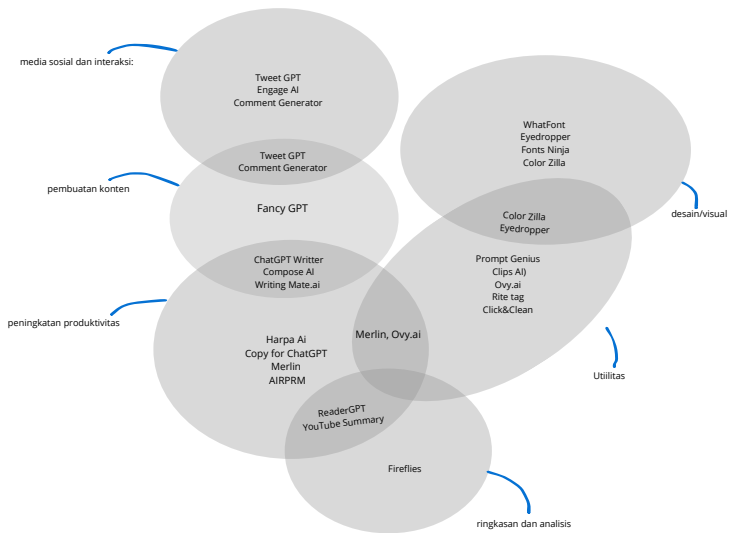 media sosial dan interaksi:
Tweet GPT
Engage AI
Comment Generator
Tweet GPT
Comment Generator
pembuatan konten
Fancy GPT
ChatGPT Writter
Compose AI
Writing Mate.ai
peningkatan produktivitas
Harpa Ai
Copy for ChatGPT
Merlin
AIRPRM
Merlin, Ovy.ai
ReaderGPT
YouTube Summary
Fireflies
ringkasan dan analisis
WhatFont
Eyedropper
Fonts Ninja
Color Zilla
desain/visual
Color Zilla
Eyedropper
Prompt Genius
Clips AI)
Ovy.ai
Rite tag
Click&Clean
Utiilitas